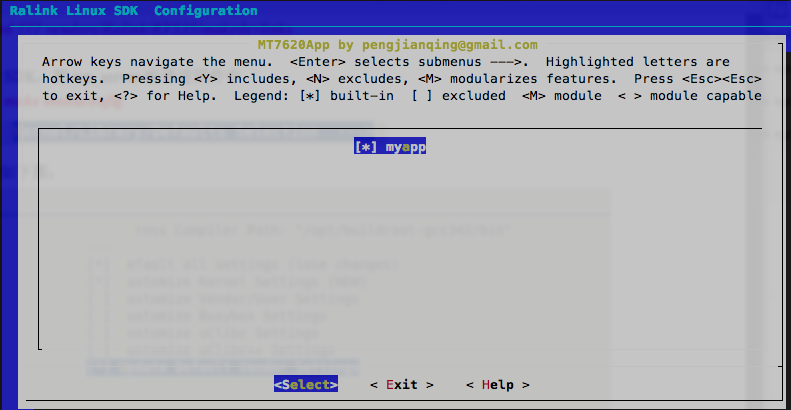 Ralink Linux SDK  Configuration
MT7620App by pengjianqing@gmail.com
Arrow keys navigate the menu.  <Enter> selects submenus --->.  Highlighted letters are
hotkeys.  Pressing <Y> includes, <N> excludes, <M> modularizes features.  Press <Esc><Esc>
to exit, <?> for Help.  Legend: [*] built-in  [ ] excluded  <M> module  < > module capable
[*] myapp
<Select>    < Exit >    < Help >